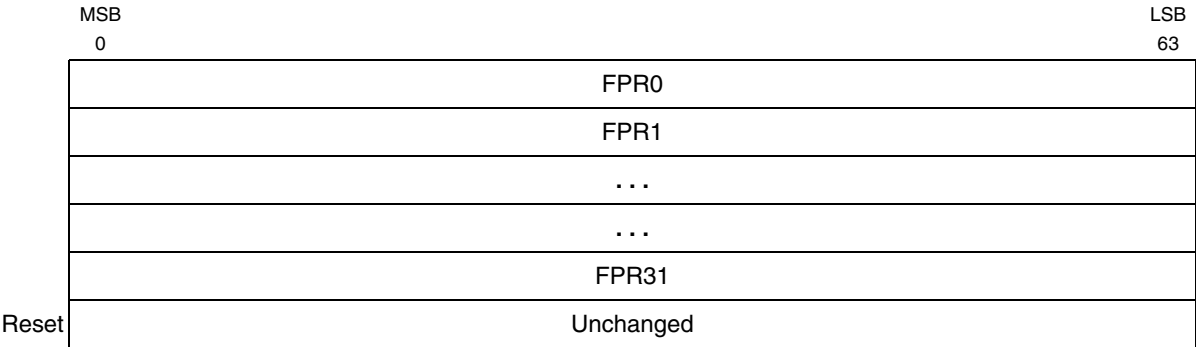 MSB LSB
0 63
FPR0
FPR1
. . .
. . .
FPR31
Reset Unchanged